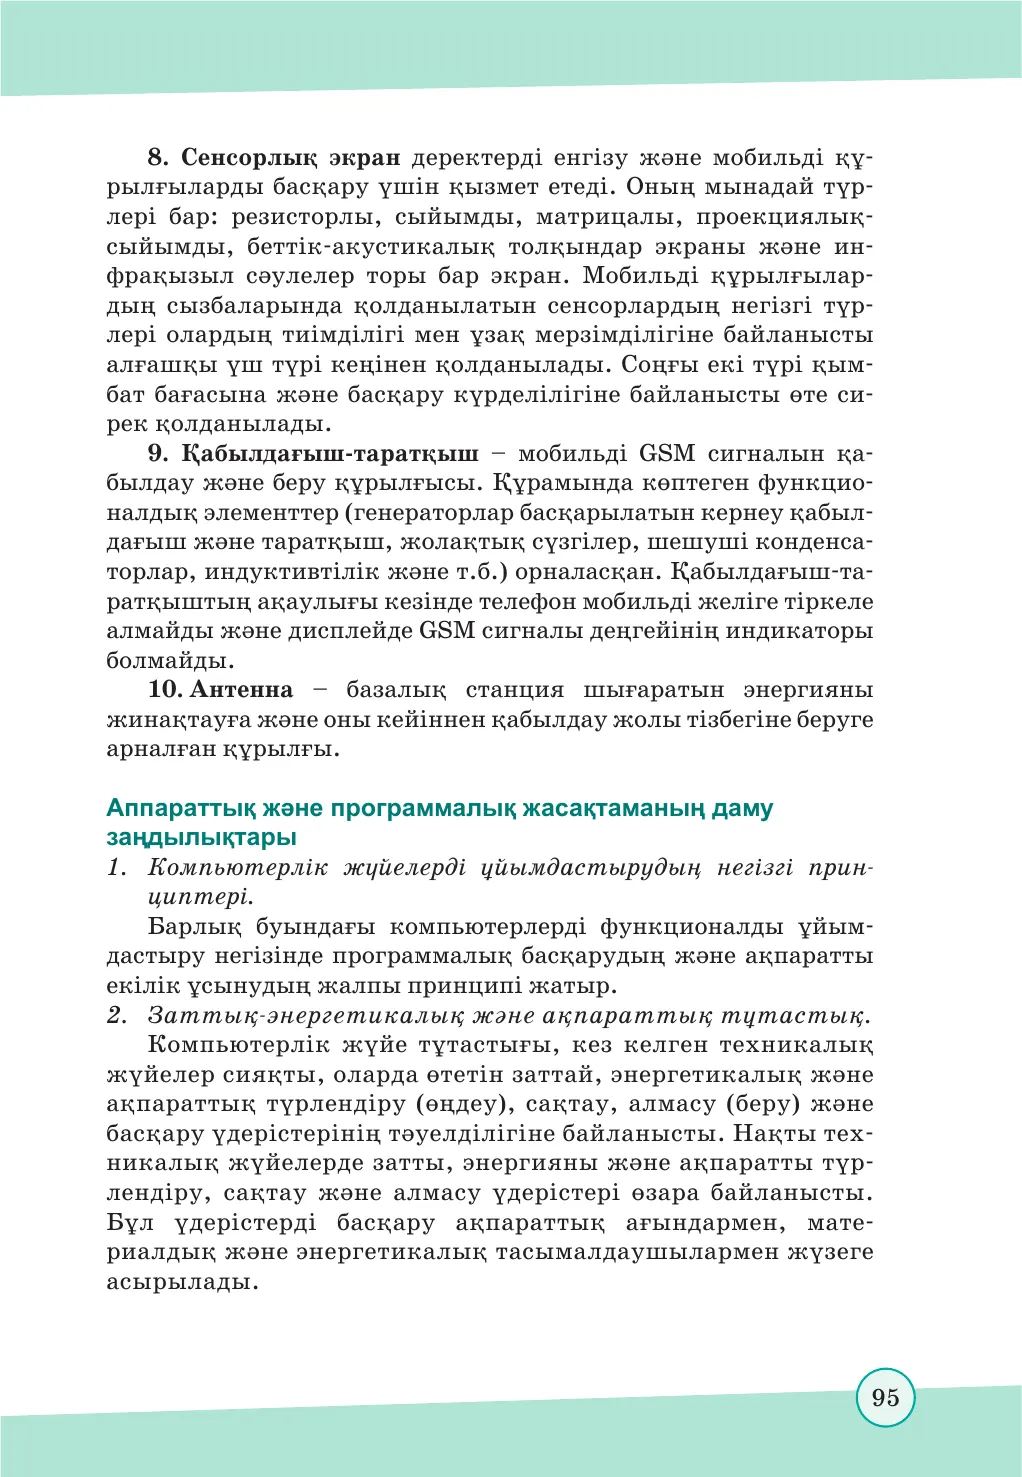 8. Сенсорлық экран деректерді енгізу және мобильді құ-
рылғыларды басқару үшін қызмет етеді. Оның мынадай түр-
лері бар: резисторлы, сыйымды, матрицалы, проекциялық-
сыйымды, беттік-акустикалық толқындар экраны және ин-
фрақызыл сәулелер торы бар экран. Мобильді құрылғылар-
дың сызбаларында қолданылатын сенсорлардың негізгі түр-
лері олардың тиімділігі мен ұзақ мерзімділігіне байланысты
алғашқы үш түрі кеңінен қолданылады. Соңғы екі түрі қым-
бат бағасына және басқару күрделілігіне байланысты өте си-
рек қолданылады.
9. Қабылдағыш-таратқыш – мобильді GSM сигналын қа-
былдау және беру құрылғысы. Құрамында көптеген функцио-
налдық элементтер (генераторлар басқарылатын кернеу қабыл-
дағыш және таратқыш, жолақтық сүзгілер, шешуші конденса-
торлар, индуктивтілік және т.б.) орналасқан. Қабылдағыш-та-
ратқыштың ақаулығы кезінде телефон мобильді желіге тіркеле
алмайды және дисплейде GSM сигналы деңгейінің индикаторы
болмайды.
10. Антенна – базалық станция шығаратын энергияны
жинақтауға және оны кейіннен қабылдау жолы тізбегіне беруге
арналған құрылғы.
Аппараттық және программалық жасақтаманың даму
заңдылықтары
1. Компьютерлік жүйелерді ұйымдастырудың негізгі прин-
циптері.
Барлық буындағы компьютерлерді функционалды ұйым-
дастыру негізінде программалық басқарудың және ақпаратты
екілік ұсынудың жалпы принципі жатыр.
2. Заттық-энергетикалық және ақпараттық тұтастық.
Компьютерлік жүйе тұтастығы, кез келген техникалық
жүйелер сияқты, оларда өтетін заттай, энергетикалық және
ақпараттық түрлендіру (өңдеу), сақтау, алмасу (беру) және
басқару үдерістерінің тәуелділігіне байланысты. Нақты тех-
никалық жүйелерде затты, энергияны және ақпаратты түр-
лендіру, сақтау және алмасу үдерістері өзара байланысты.
Бұл үдерістерді басқару ақпараттық ағындармен, мате-
риалдық және энергетикалық тасымалдаушылармен жүзеге
асырылады.
95